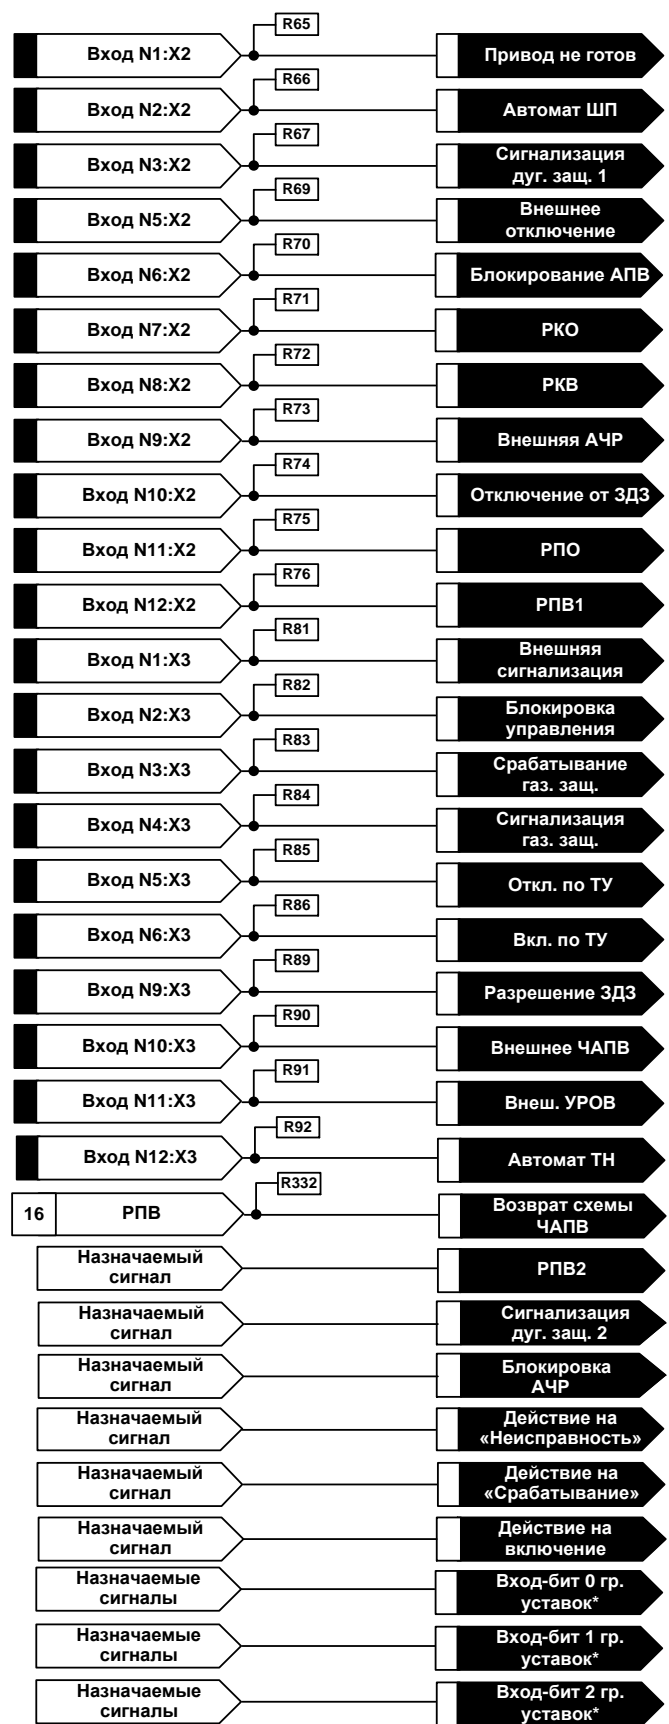 R65
Вход N1:X2
Привод не готов
R66
Вход N2:X2
Автомат ШП
R67
Вход N3:X2
Сигнализация
дуг. защ. 1
R69
Вход N5:X2
Внешнее
отключение
R70
Вход N6:X2
Блокирование АПВ
R71
Вход N7:X2
РКО
R72
Вход N8:X2
РКВ
R73
Вход N9:X2
Внешняя АЧР
R74
Вход N10:X2
Отключение от ЗДЗ
R75
Вход N11:X2
РПО
R76
Вход N12:X2
РПВ1
R81
Вход N1:X3
Внешняя
сигнализация
R82
Вход N2:X3
Блокировка
управления
R83
Вход N3:X3
Срабатывание
газ. защ.
R84
Вход N4:X3
Сигнализация
газ. защ.
R85
Вход N5:X3
Откл. по ТУ
R86
Вход N6:X3
Вкл. по ТУ
R89
Вход N9:X3
Разрешение ЗДЗ
R90
Вход N10:X3
Внешнее ЧАПВ
R91
Вход N11:X3
Внеш. УРОВ
R92
Вход N12:X3
Автомат ТН
R332
16
РПВ
Возврат схемы
ЧАПВ
Назначаемый
сигнал
РПВ2
Назначаемый
сигнал
Сигнализация
дуг. защ. 2
Назначаемый
сигнал
Блокировка
АЧР
Назначаемый
сигнал
Действие на
«Неисправность»
Назначаемый
сигнал
Действие на
«Срабатывание»
Назначаемый
сигнал
Действие на
включение
Назначаемые
сигналы
Вход-бит 0 гр.
уставок*
Назначаемые
сигналы
Вход-бит 1 гр.
уставок*
Назначаемые
сигналы
Вход-бит 2 гр.
уставок*